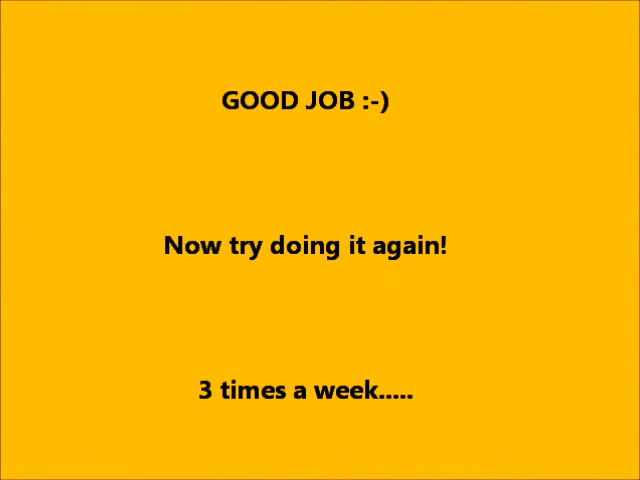 GOOD JOB :-)
Now try doing it again!
3 times a week.....